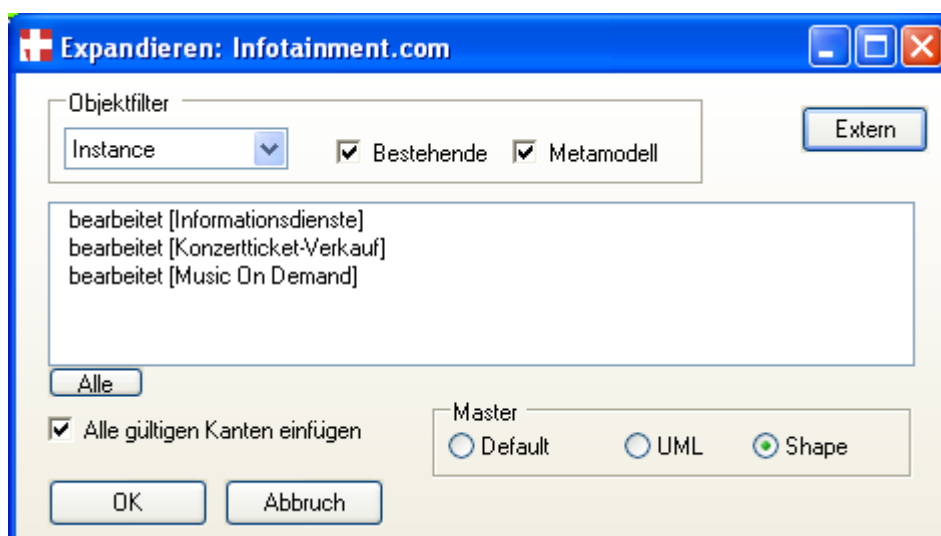 Expandieren: Infotainment.com
Objektfilter
Instance
Bestehende
Metamodell
Extern
bearbeitet [Informationsdienste]
bearbeitet [Konzertticket-Verkauf]
bearbeitet [Music On Demand]
Alle
Alle gültigen Kanten einfügen
Master
Default
UML
Shape
OK
Abbruch